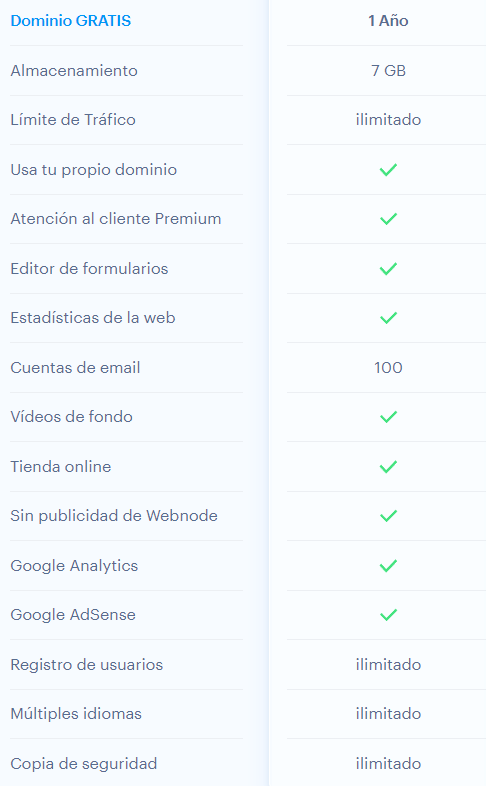 Dominio GRATIS 1 Año
Almacenamiento 7 GB
Límite de Tráfico ilimitado
Usa tu propio dominio
Atención al cliente Premium
Editor de formularios
Estadísticas de la web
Cuentas de email 100
Vídeos de fondo
Tienda online
Sin publicidad de Webnode
Google Analytics
Google AdSense
Registro de usuarios ilimitado
Múltiples idiomas ilimitado
Copia de seguridad ilimitado